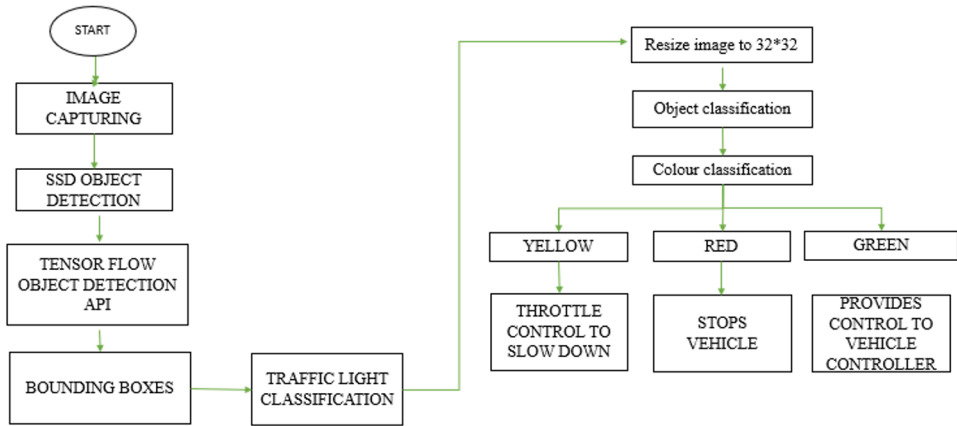 START
IMAGE
CAPTURING
SSD OBJECT
DETECTION
TENSOR FLOW
OBJECT DETECTION
API
BOUNDING BOXES
TRAFFIC LIGHT
CLASSIFICATION
Resize image to 32*32
Object classification
Colour classification
YELLOW
RED
GREEN
THROTTLE
CONTROL TO
SLOW DOWN
STOPS
VEHICLE
PROVIDES
CONTROL TO
VEHICLE
CONTROLLER